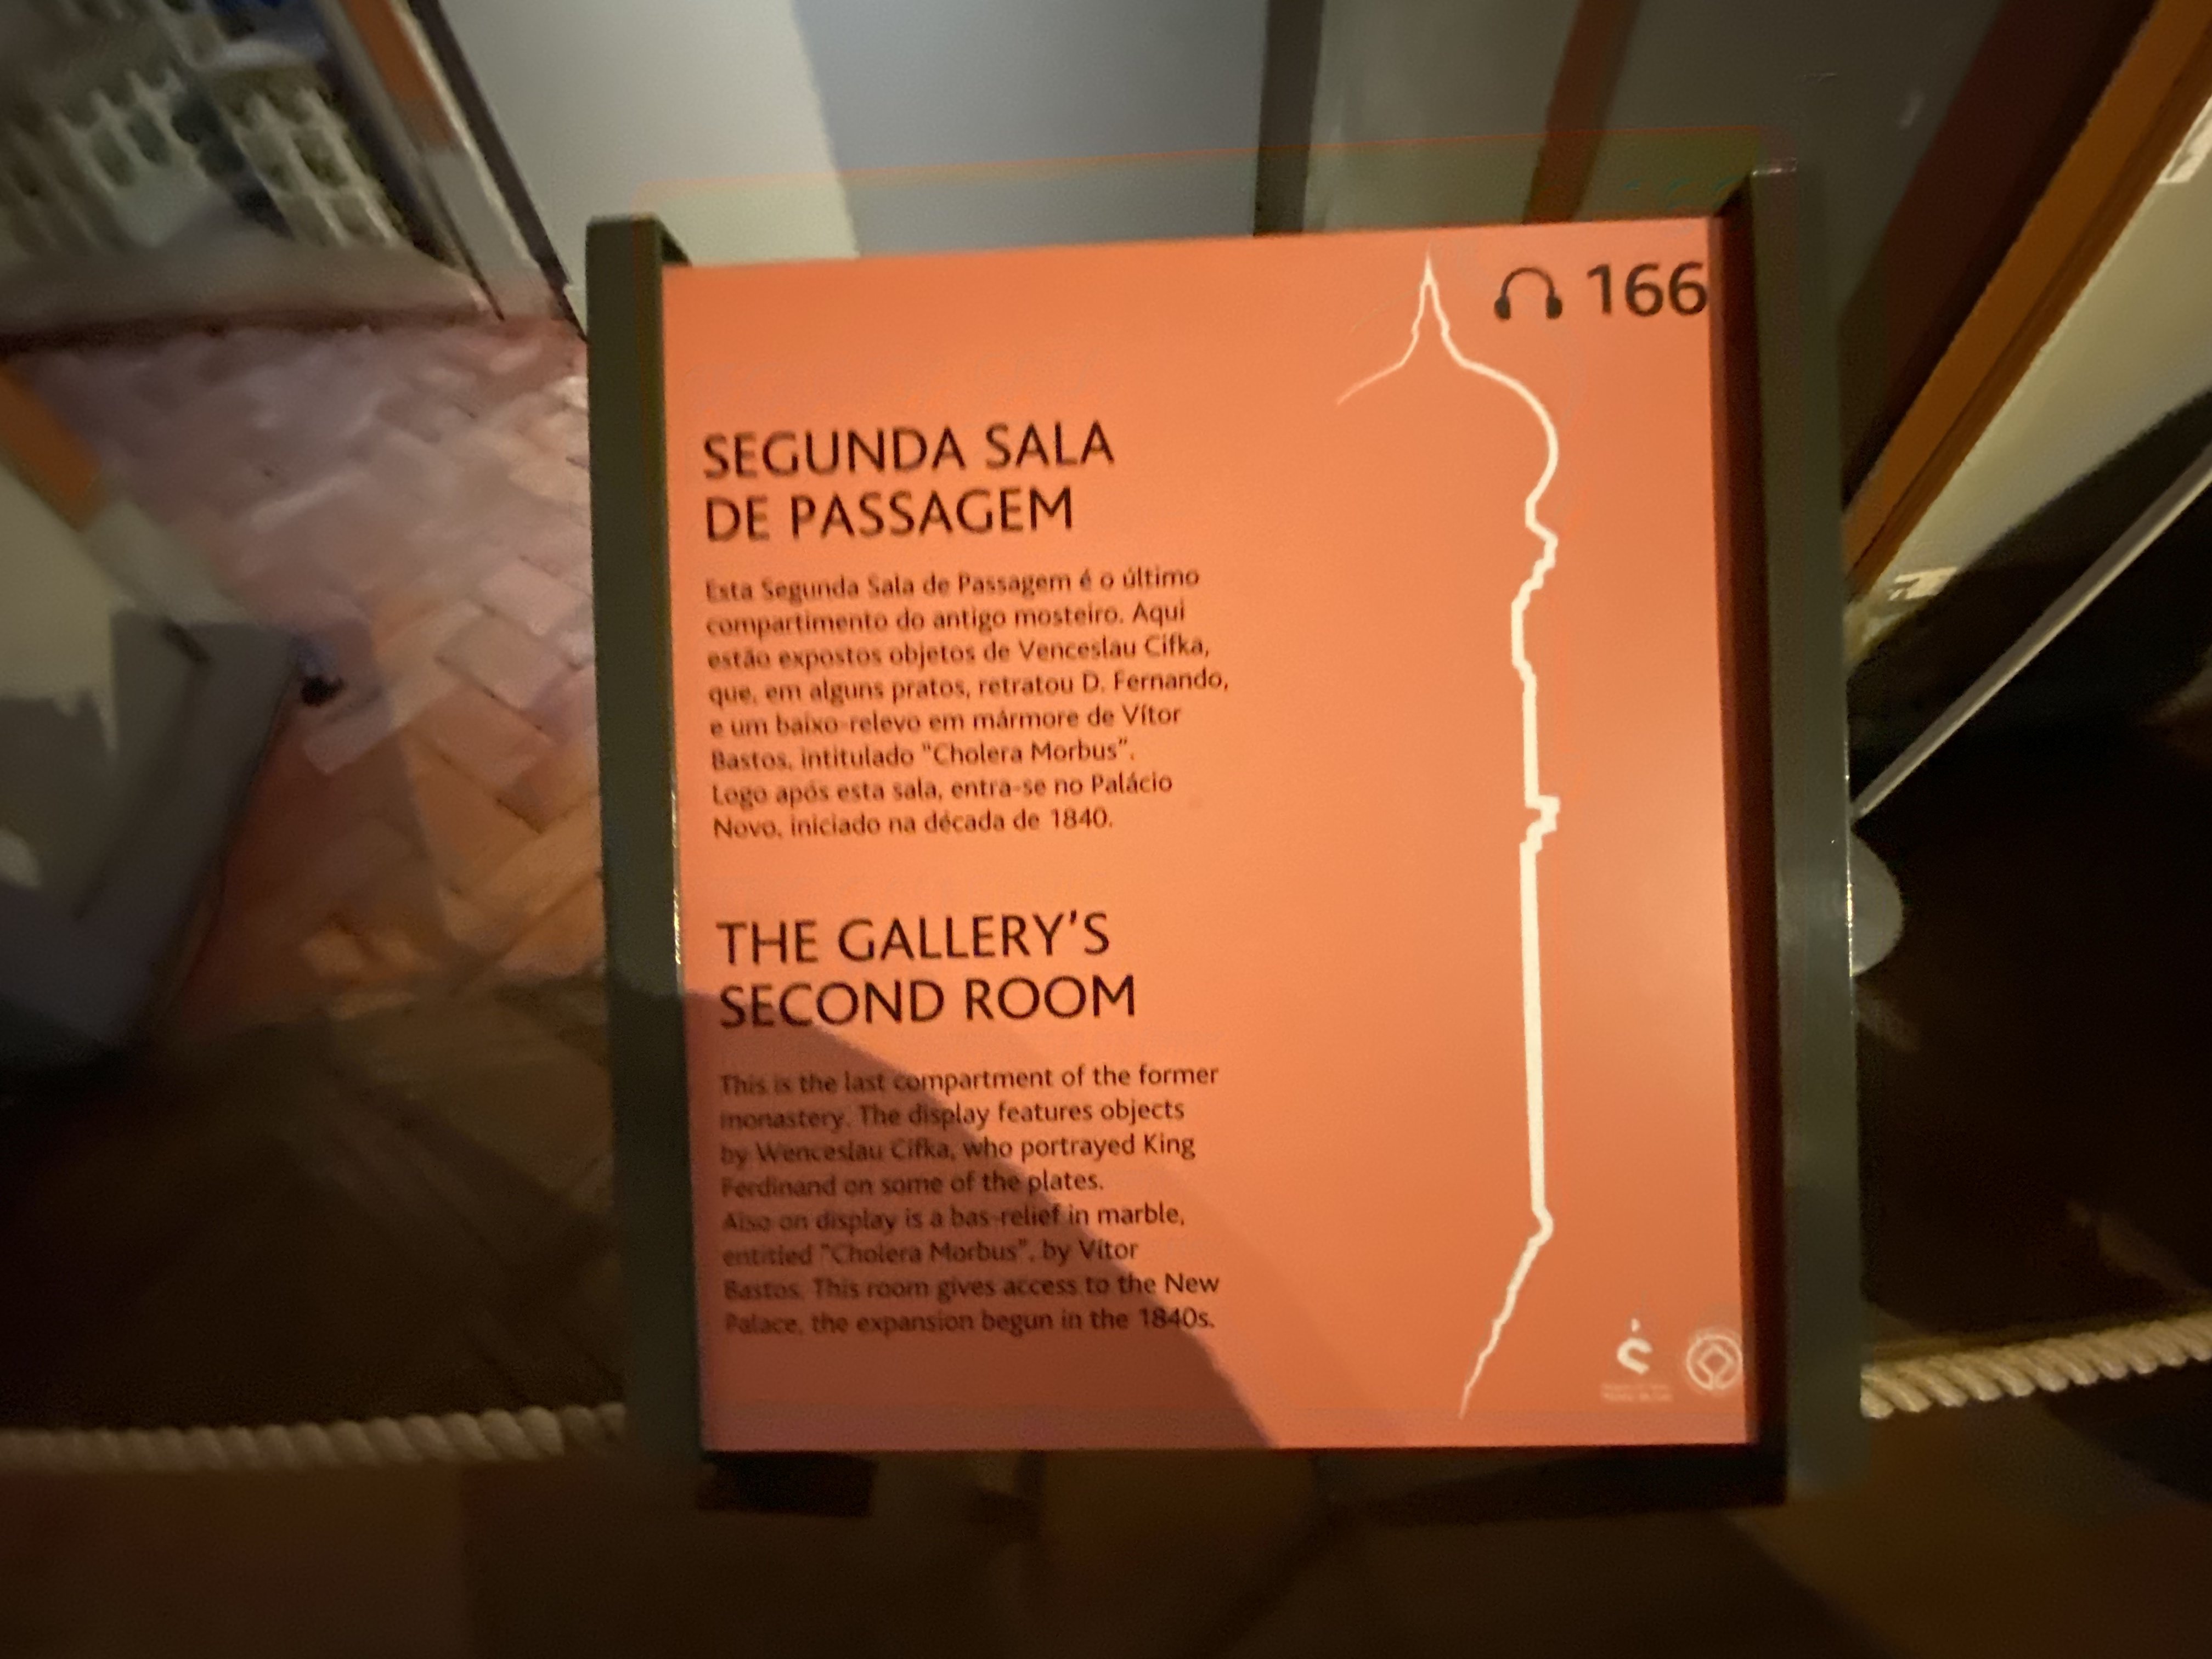 166
SEGUNDA SALA
DE PASSAGEM
Esta Segunda Sala de Passagem é o último
compartimento do antigo mosteiro. Aqui
estão expostos objetos de Venceslau Cifka,
que, em alguns pratos, retratou D. Fernando,
e um baixo-relevo em mármore de Vítor
Bastos, intitulado "Cholera Morbus".
Logo após esta sala, entra-se no Palácio
Novo, iniciado na década de 1840.
THE GALLERY'S
SECOND ROOM
This is the last compartment of the former
monastery. The display features objects
by Wenceslau Cifka, who portrayed King
Ferdinand on some of the plates.
Also on display is a bas-relief in marble,
entitled "Cholera Morbus", by Vítor
Bastos. This room gives access to the New
Palace, the expansion begun in the 1840s.